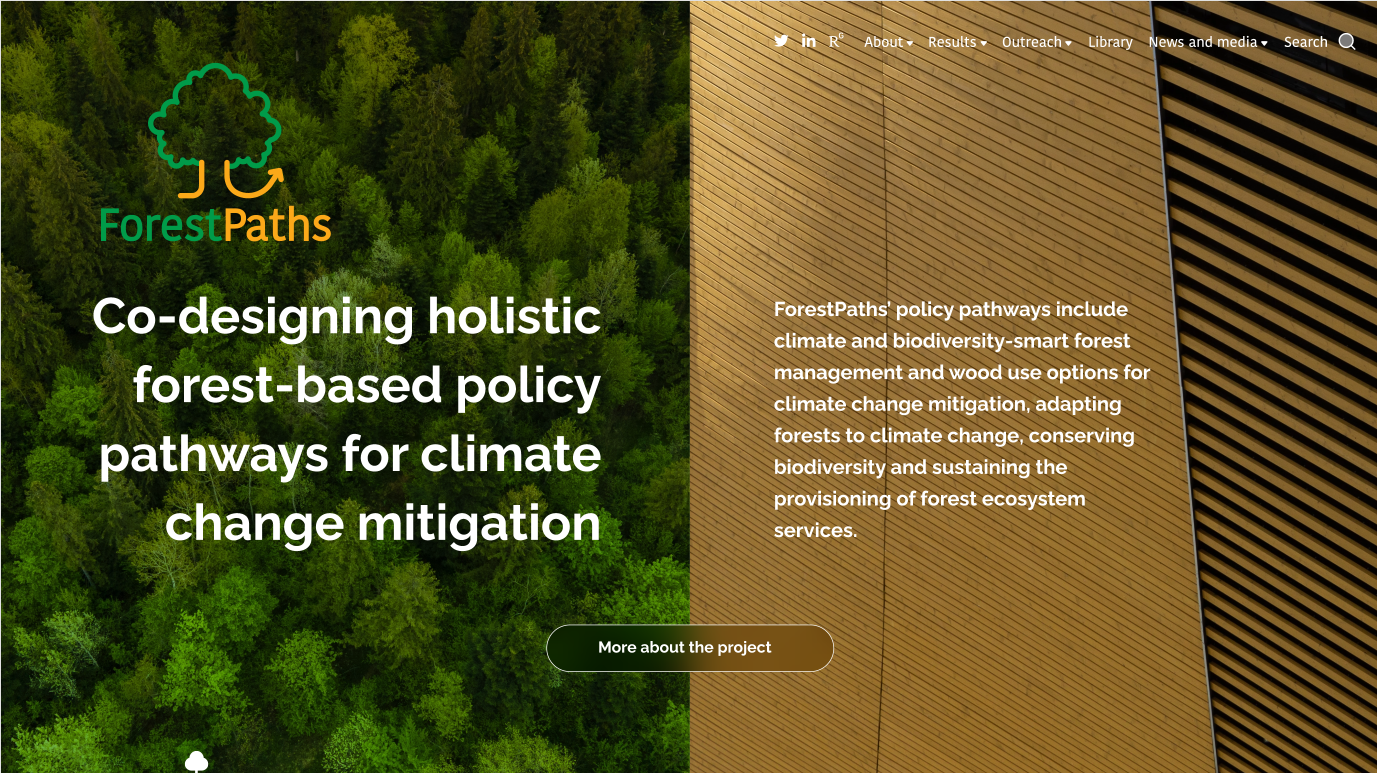 About
Results
Outreach
Library
News and media
Search
R^G
ForestPaths
Co-designing holistic
forest-based policy
pathways for climate
change mitigation
ForestPaths' policy pathways include
climate and biodiversity-smart forest
management and wood use options for
climate change mitigation, adapting
forests to climate change, conserving
biodiversity and sustaining the
provisioning of forest ecosystem
services.
More about the project